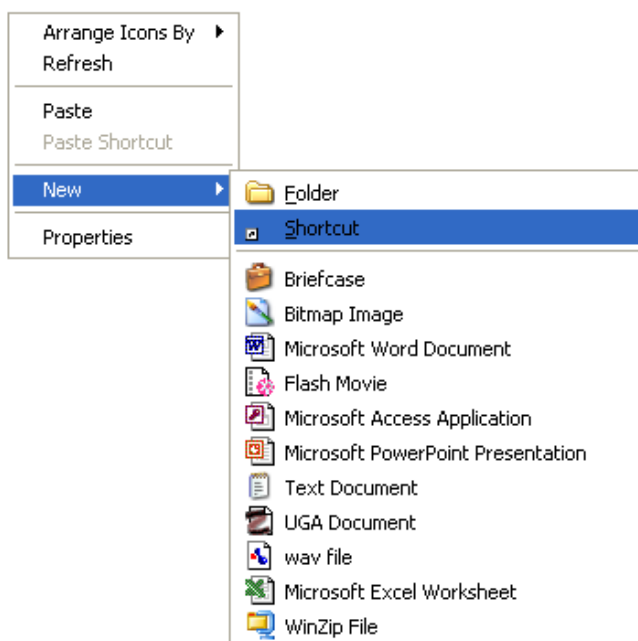 Arrange Icons By
Refresh
Paste
Paste Shortcut
New
Properties
Folder
Shortcut
Briefcase
Bitmap Image
Microsoft Word Document
Flash Movie
Microsoft Access Application
Microsoft PowerPoint Presentation
Text Document
UGA Document
wav file
Microsoft Excel Worksheet
WinZip File